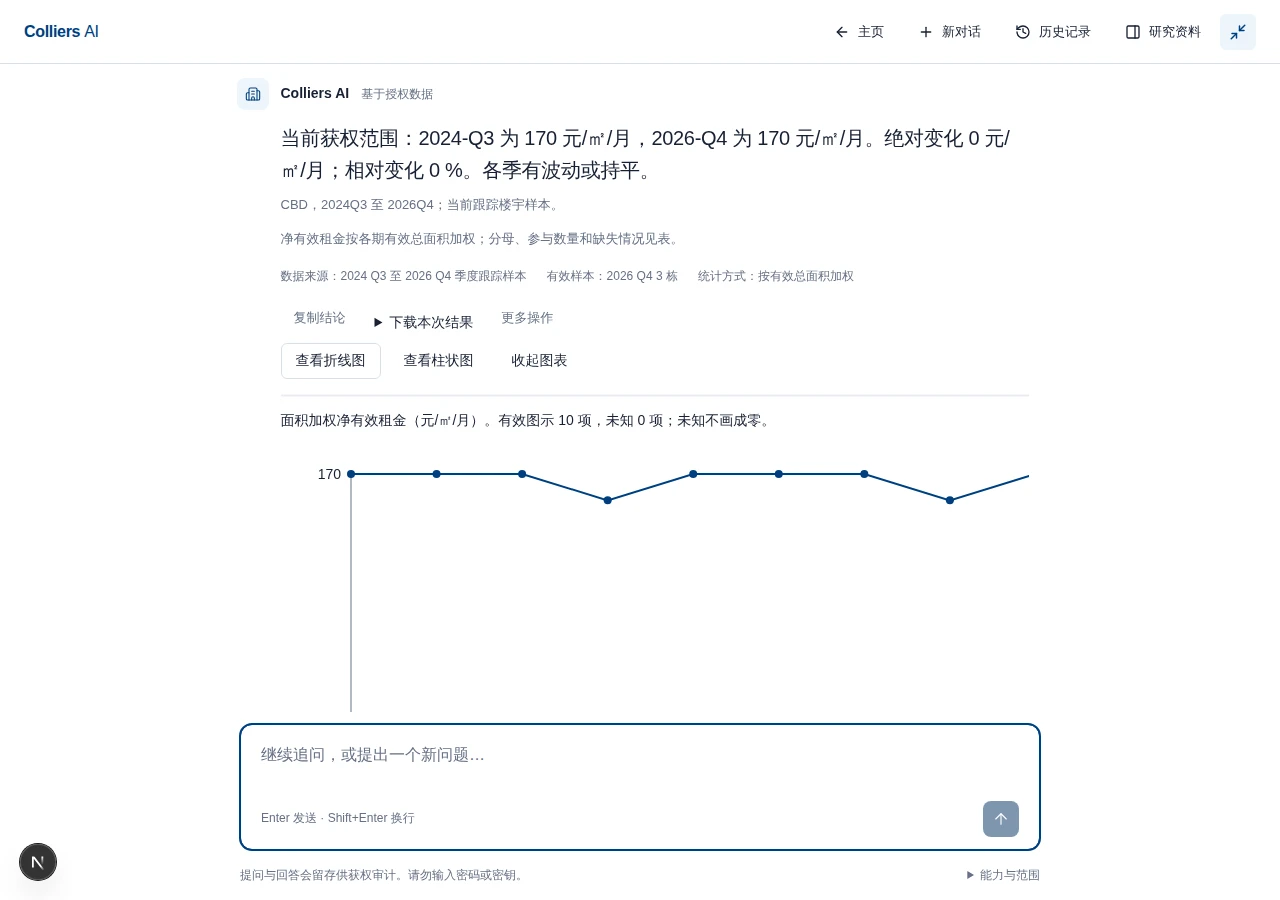 Colliers AI
主页
新对话
历史记录
研究资料
Colliers AI 基于授权数据
当前获权范围：2024-Q3 为 170 元/㎡/月，2026-Q4 为 170 元/㎡/月。绝对变化 0 元/
㎡/月；相对变化 0 %。各季有波动或持平。
CBD，2024Q3 至 2026Q4；当前跟踪楼宇样本。
净有效租金按各期有效总面积加权；分母、参与数量和缺失情况见表。
数据来源：2024 Q3 至 2026 Q4 季度跟踪样本 有效样本：2026 Q4 3 栋 统计方式：按有效总面积加权
复制结论 下载本次结果 更多操作
查看折线图 查看柱状图 收起图表
面积加权净有效租金（元/㎡/月）。有效图示 10 项，未知 0 项；未知不画成零。
170
继续追问，或提出一个新问题…
Enter 发送 · Shift+Enter 换行
N
提问与回答会留存供获权审计。请勿输入密码或密钥。
能力与范围